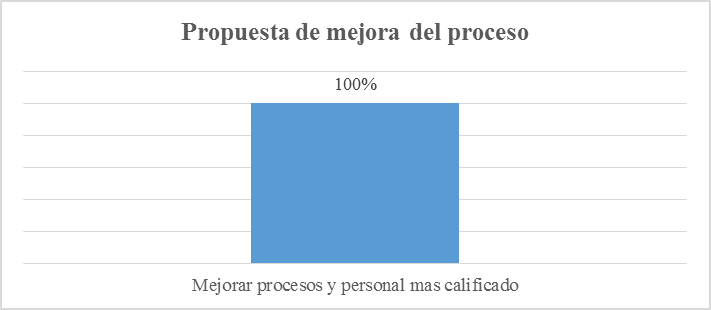 Propuesta de mejora del proceso
100%
Mejorar procesos y personal mas calificado